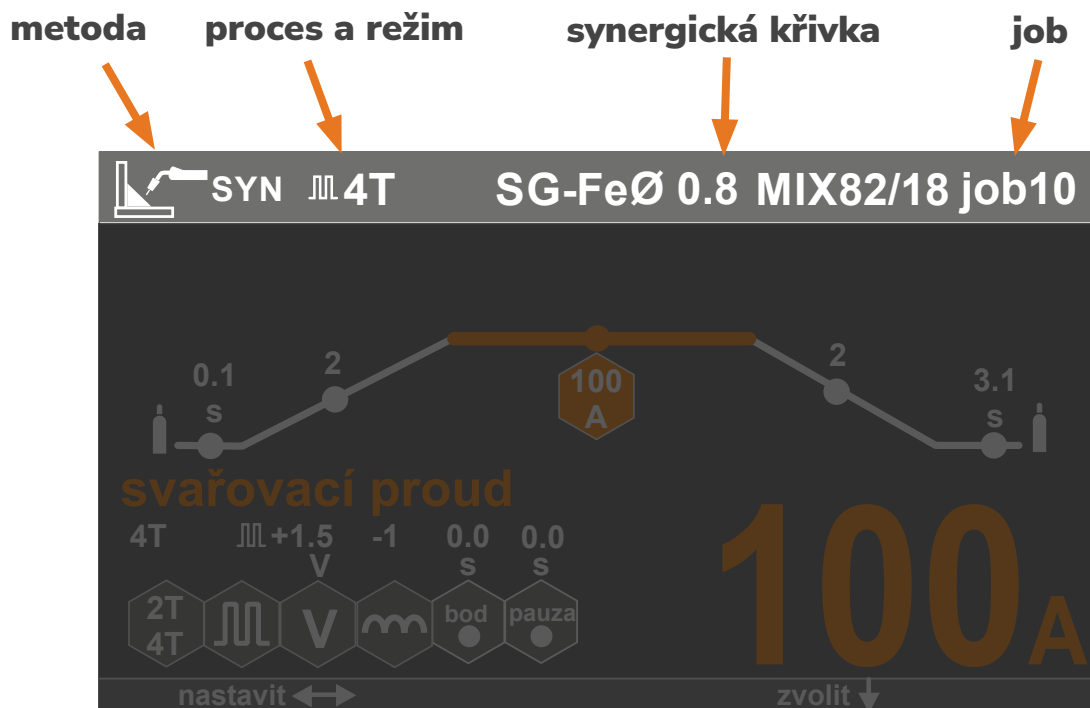 metoda proces a režim synergická křivka job
SYN 4T SG-FeØ 0.8 MIX82/18 job10
0.1
s
2
100
A
2
3.1
s
svařovací proud
4T +1.5
V
-1 0.0
s
0.0
s
2T
4T
V
bod
pauza
100A
nastavit
zvolit